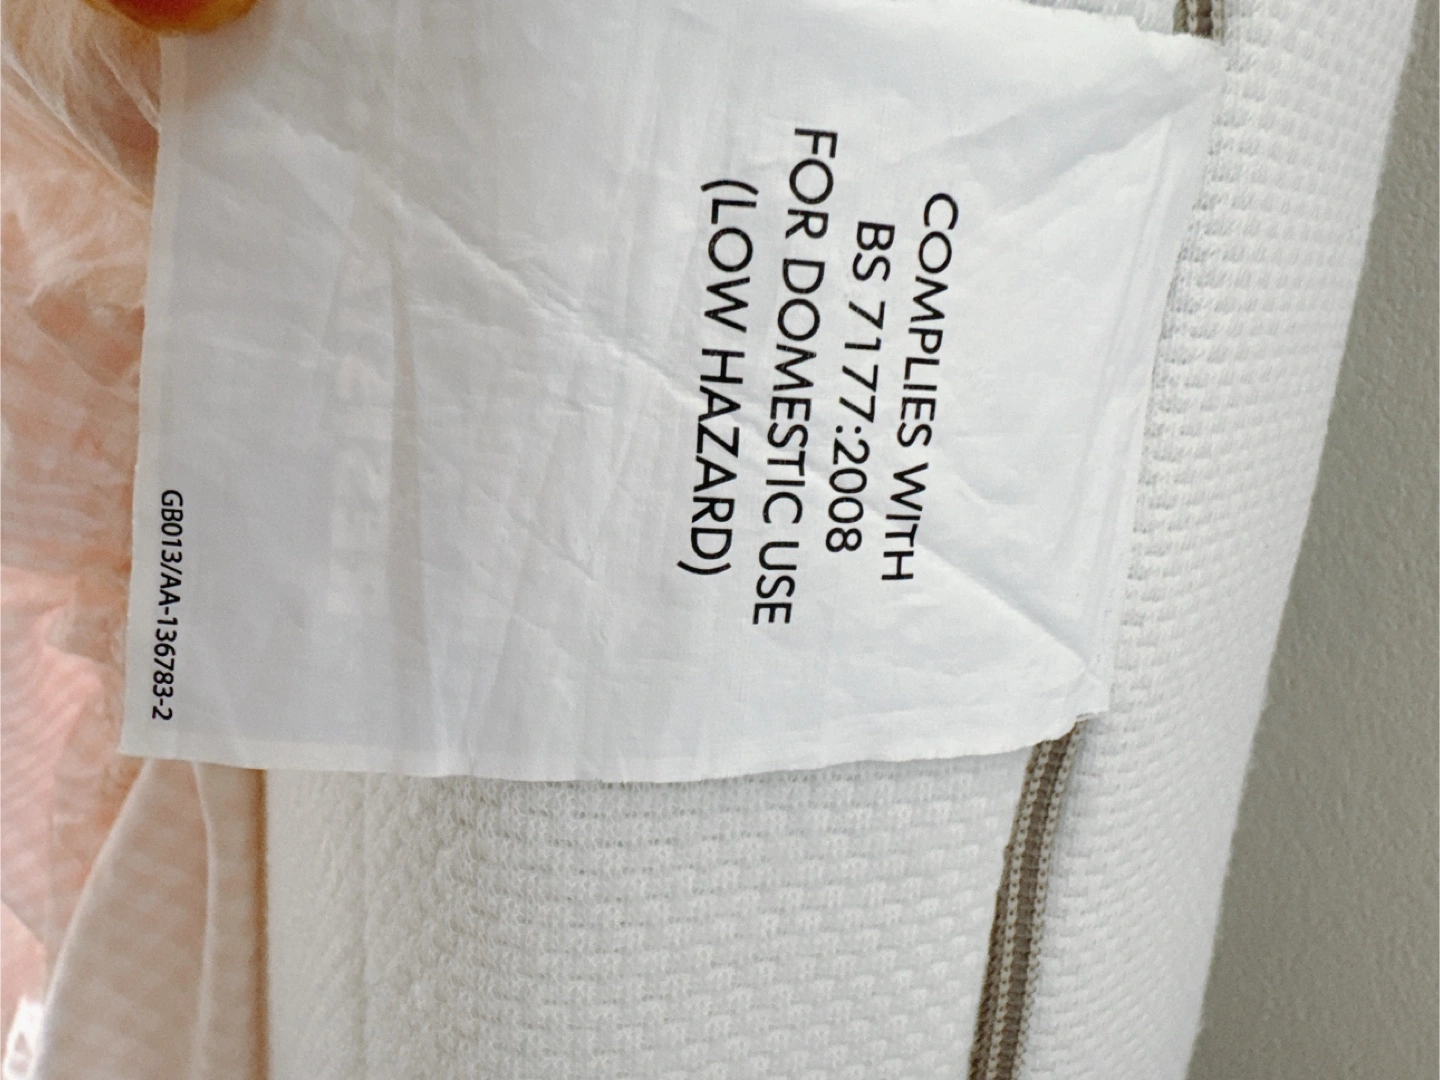 COMPLIES WITH
BS 7177:2008
FOR DOMESTIC USE
(LOW HAZARD)
GB013/AA-136783-2